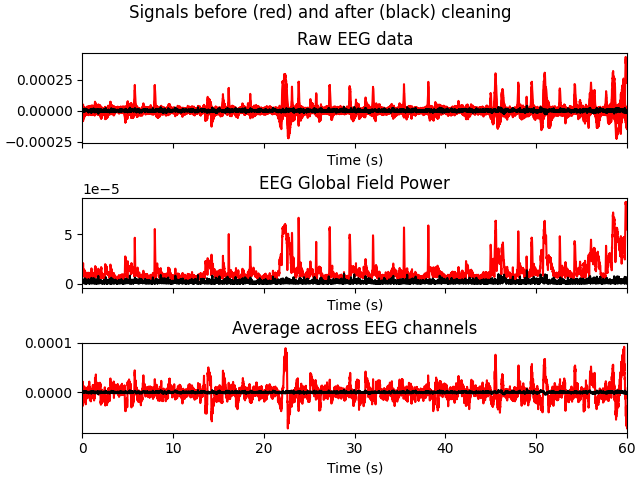 Signals before (red) and after (black) cleaning
Raw EEG data
0.00025
0.00000
−0.00025
Time (s)
EEG Global Field Power
1e−5
5
0
Time (s)
Average across EEG channels
0.0001
0.0000
0 10 20 30 40 50 60
Time (s)